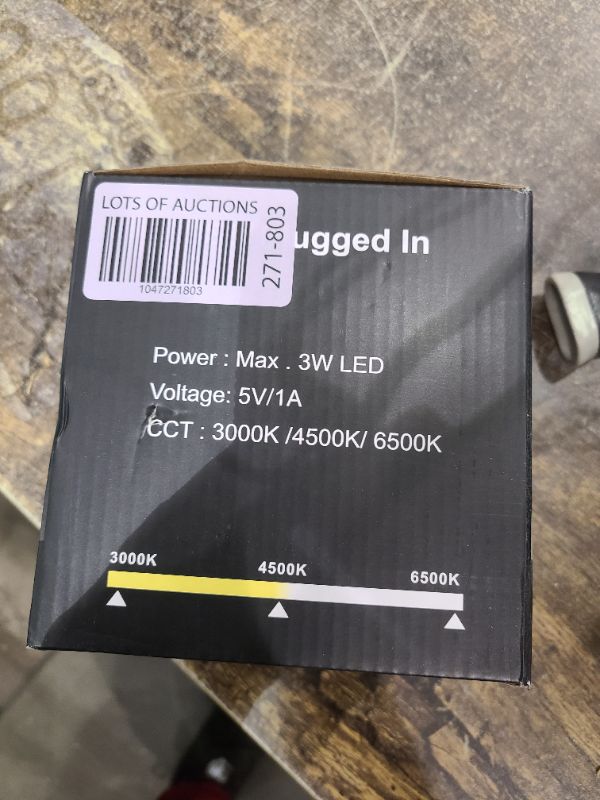 LOTS OF AUCTIONS
1047271803
271-803
ugged In
Power : Max . 3W LED
Voltage: 5V/1A
CCT : 3000K /4500K/ 6500K
3000K
4500K
6500K